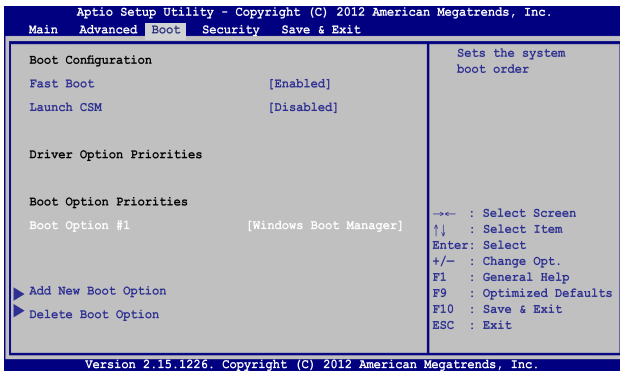 Aptio Setup Utility - Copyright (C) 2012 American Megatrends, Inc.
Main Advanced Boot Security Save & Exit
Boot Configuration
Fast Boot [Enabled]
Launch CSM [Disabled]
Driver Option Priorities
Boot Option Priorities
Boot Option #1 [Windows Boot Manager]
Add New Boot Option
Delete Boot Option
Sets the system
boot order
→← : Select Screen
↑↓ : Select Item
Enter: Select
+/— : Change Opt.
F1 : General Help
F9 : Optimized Defaults
F10 : Save & Exit
ESC : Exit
Version 2.15.1226. Copyright (C) 2012 American Megatrends, Inc.